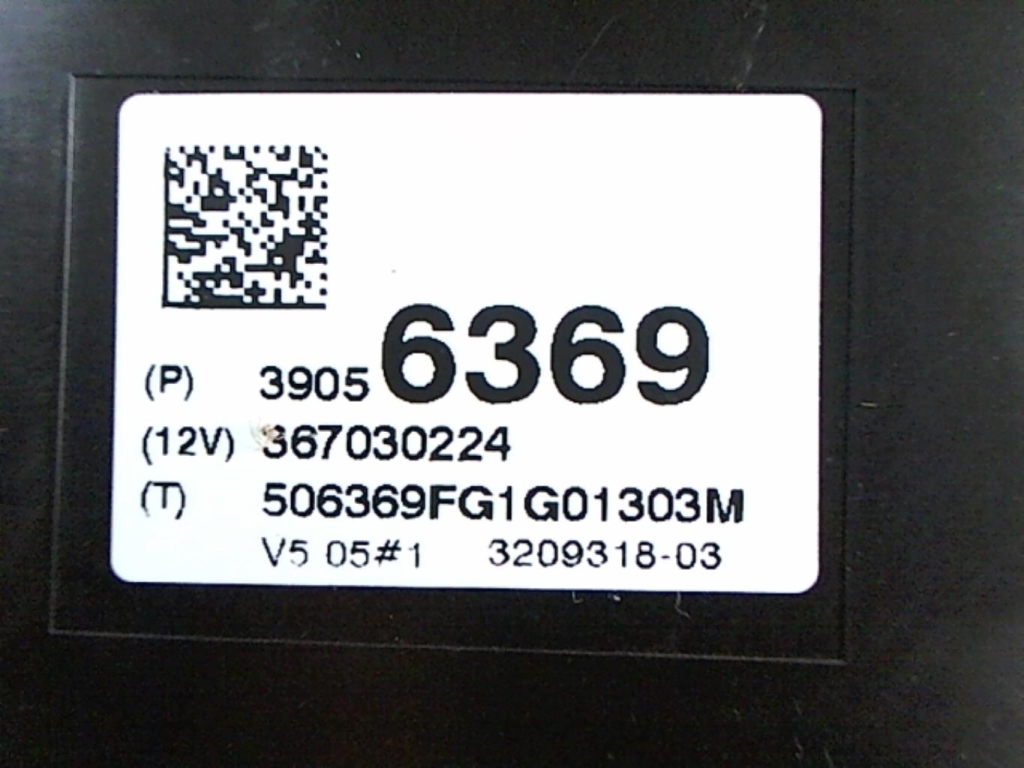 (P) 3905 6369
(12V) 367030224
(T) 506369FG1G01303M
V5 05#1 3209318-03